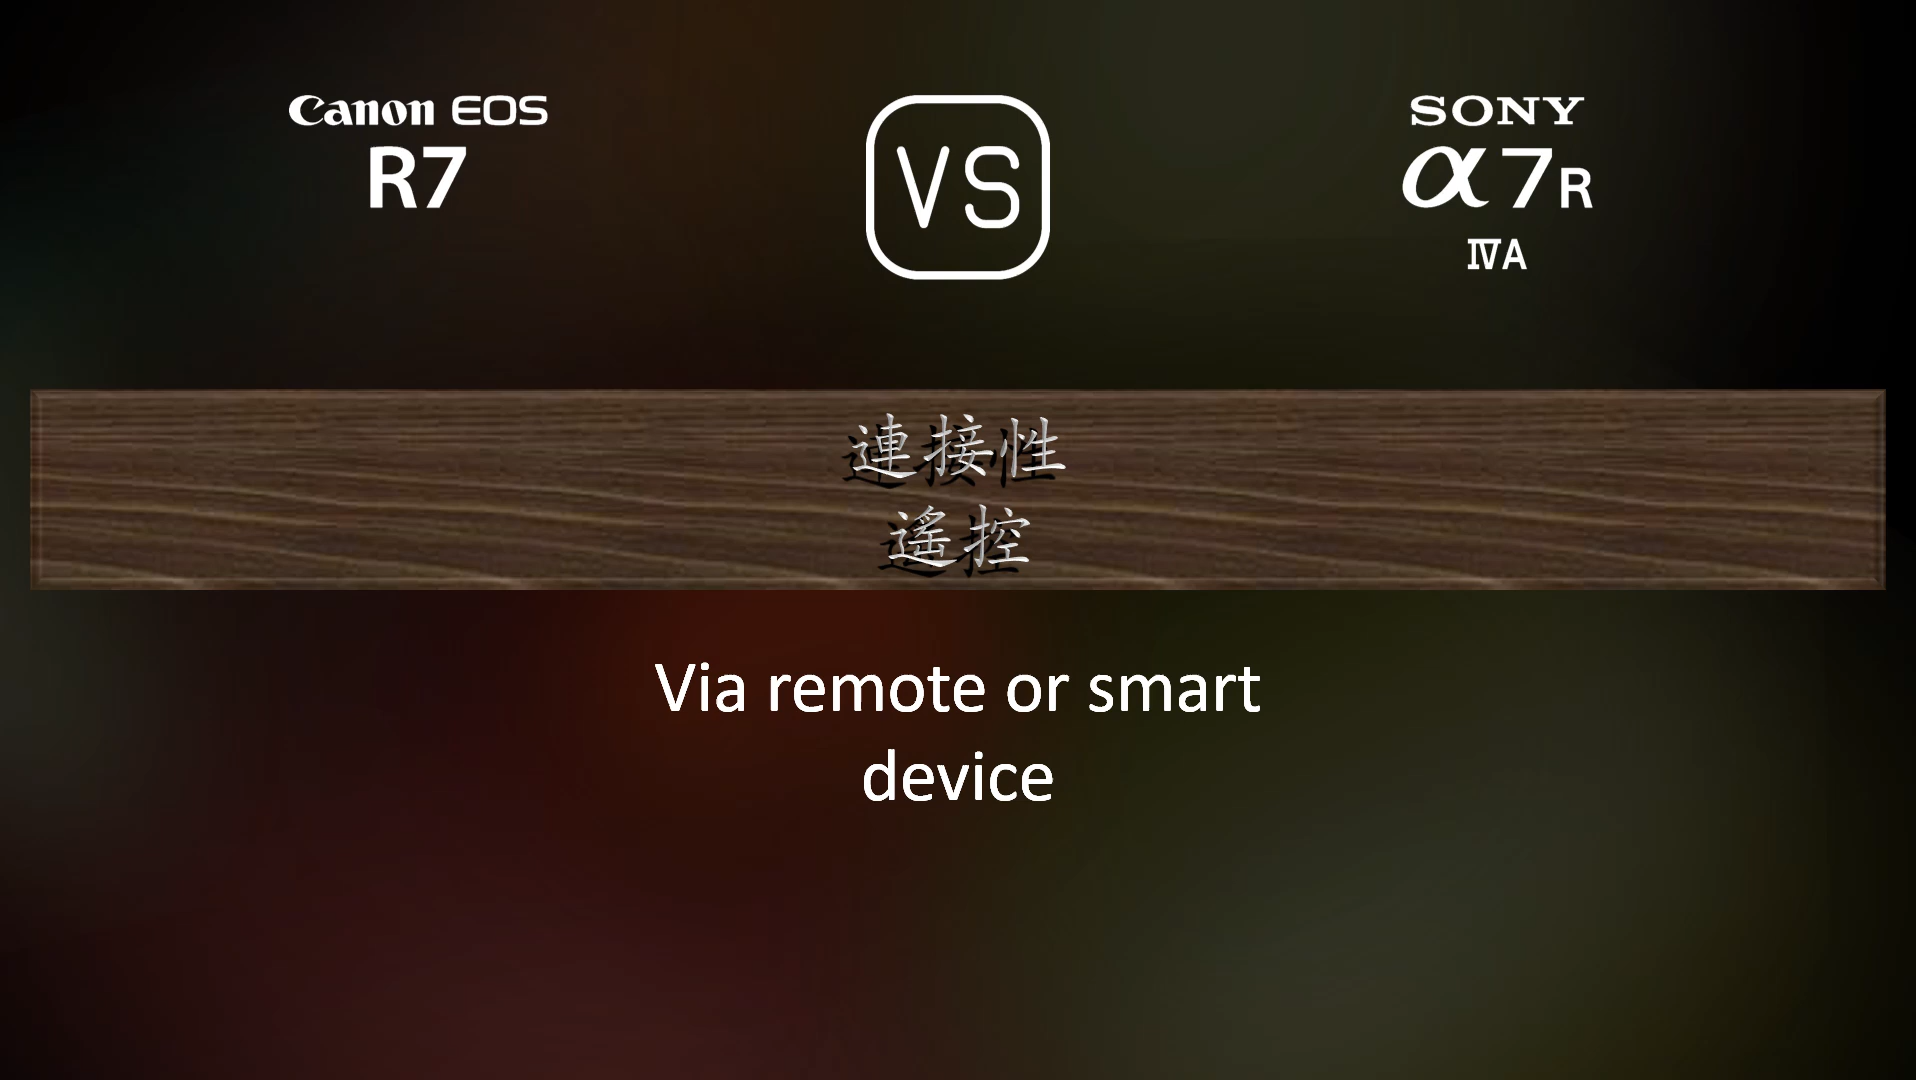 Canon EOS
R7
VS
SONY
α7R
IVA
連接性
遙控
Via remote or smart
device